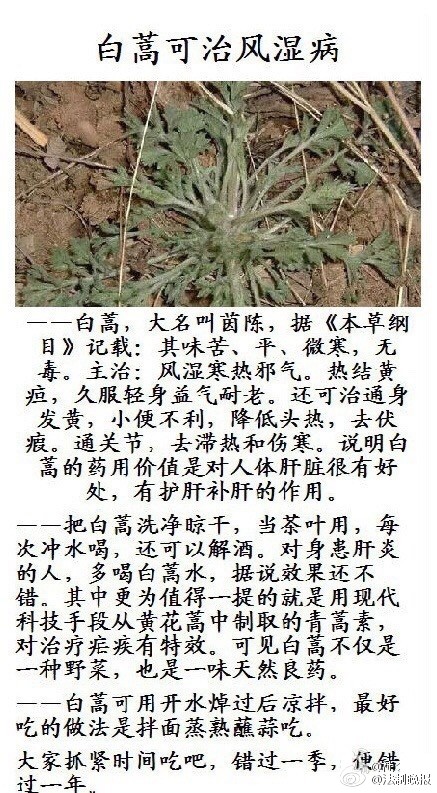 白蒿可治风湿病
——白蒿，大名叫茵陈，据《本草纲
目》记载：其味苦、平、微寒，无
毒。主治：风湿寒热邪气。热结黄
疸，久服轻身益气耐老。还可治通身
发黄，小便不利，降低头热，去伏
瘕。通关节，去滞热和伤寒。说明白
蒿的药用价值是对人体肝脏很有好
处，有护肝补肝的作用。
——把白蒿洗净晾干，当茶叶用，每
次冲水喝，还可以解酒。对身患肝炎
的人，多喝白蒿水，据说效果还不
错。其中更为值得一提的就是用现代
科技手段从黄花蒿中制取的青蒿素，
对治疗疟疾有特效。可见白蒿不仅是
一种野菜，也是一味天然良药。
——白蒿可用开水焯过后凉拌，最好
吃的做法是拌面蒸熟蘸蒜吃。
大家抓紧时间吃吧，错过一季，便错
过一年。
@法制晚报